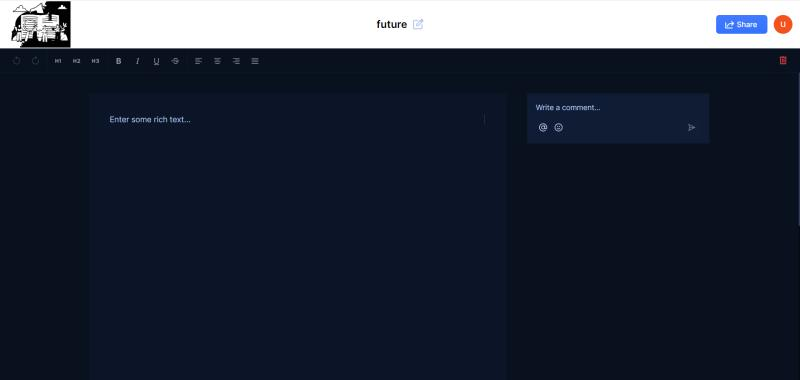 future
Share
U
H1 H2 H3 B I U S
Enter some rich text...
Write a comment...
@